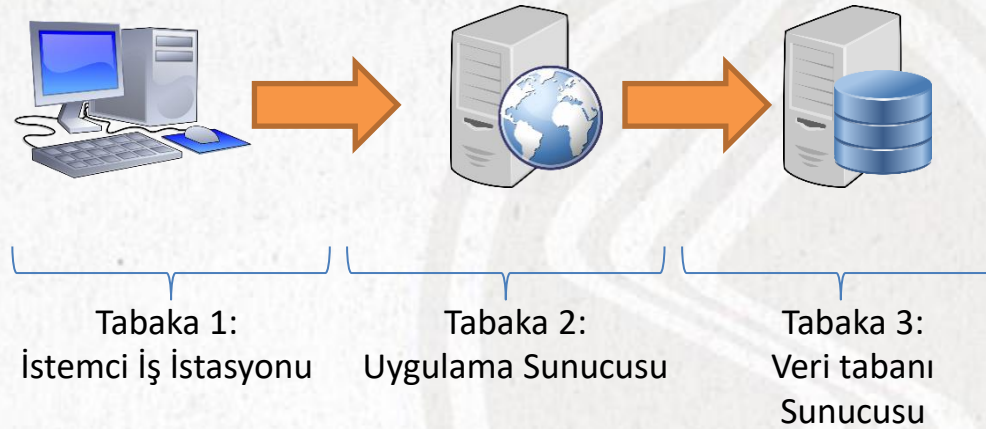 Tabaka 1:
İstemci İş İstasyonu
Tabaka 2:
Uygulama Sunucusu
Tabaka 3:
Veri tabanı
Sunucusu